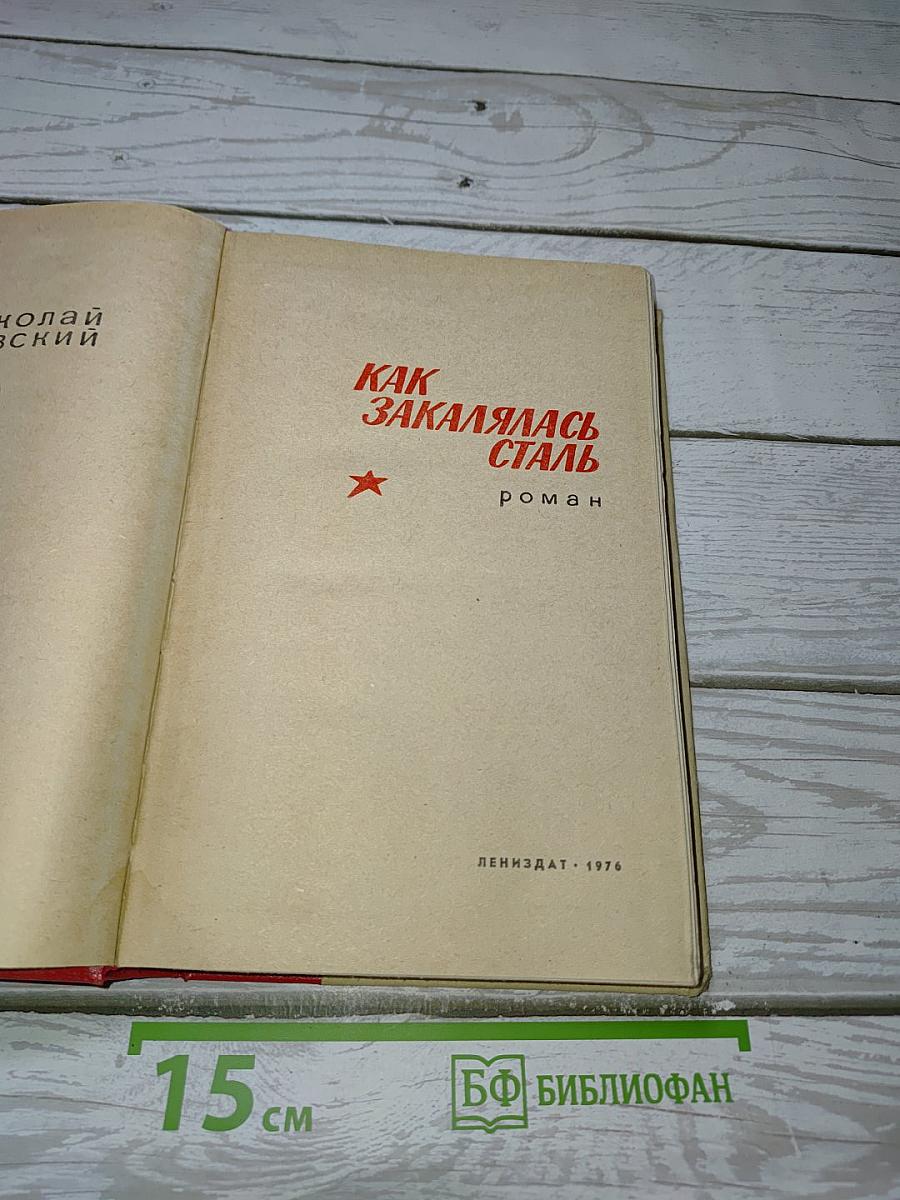 колай
вский
КАК
ЗАКАЛЯЛАСЬ
СТАЛЬ
роман
ЛЕНИЗДАТ · 1976
15 см
БФ БИБЛИОФАН